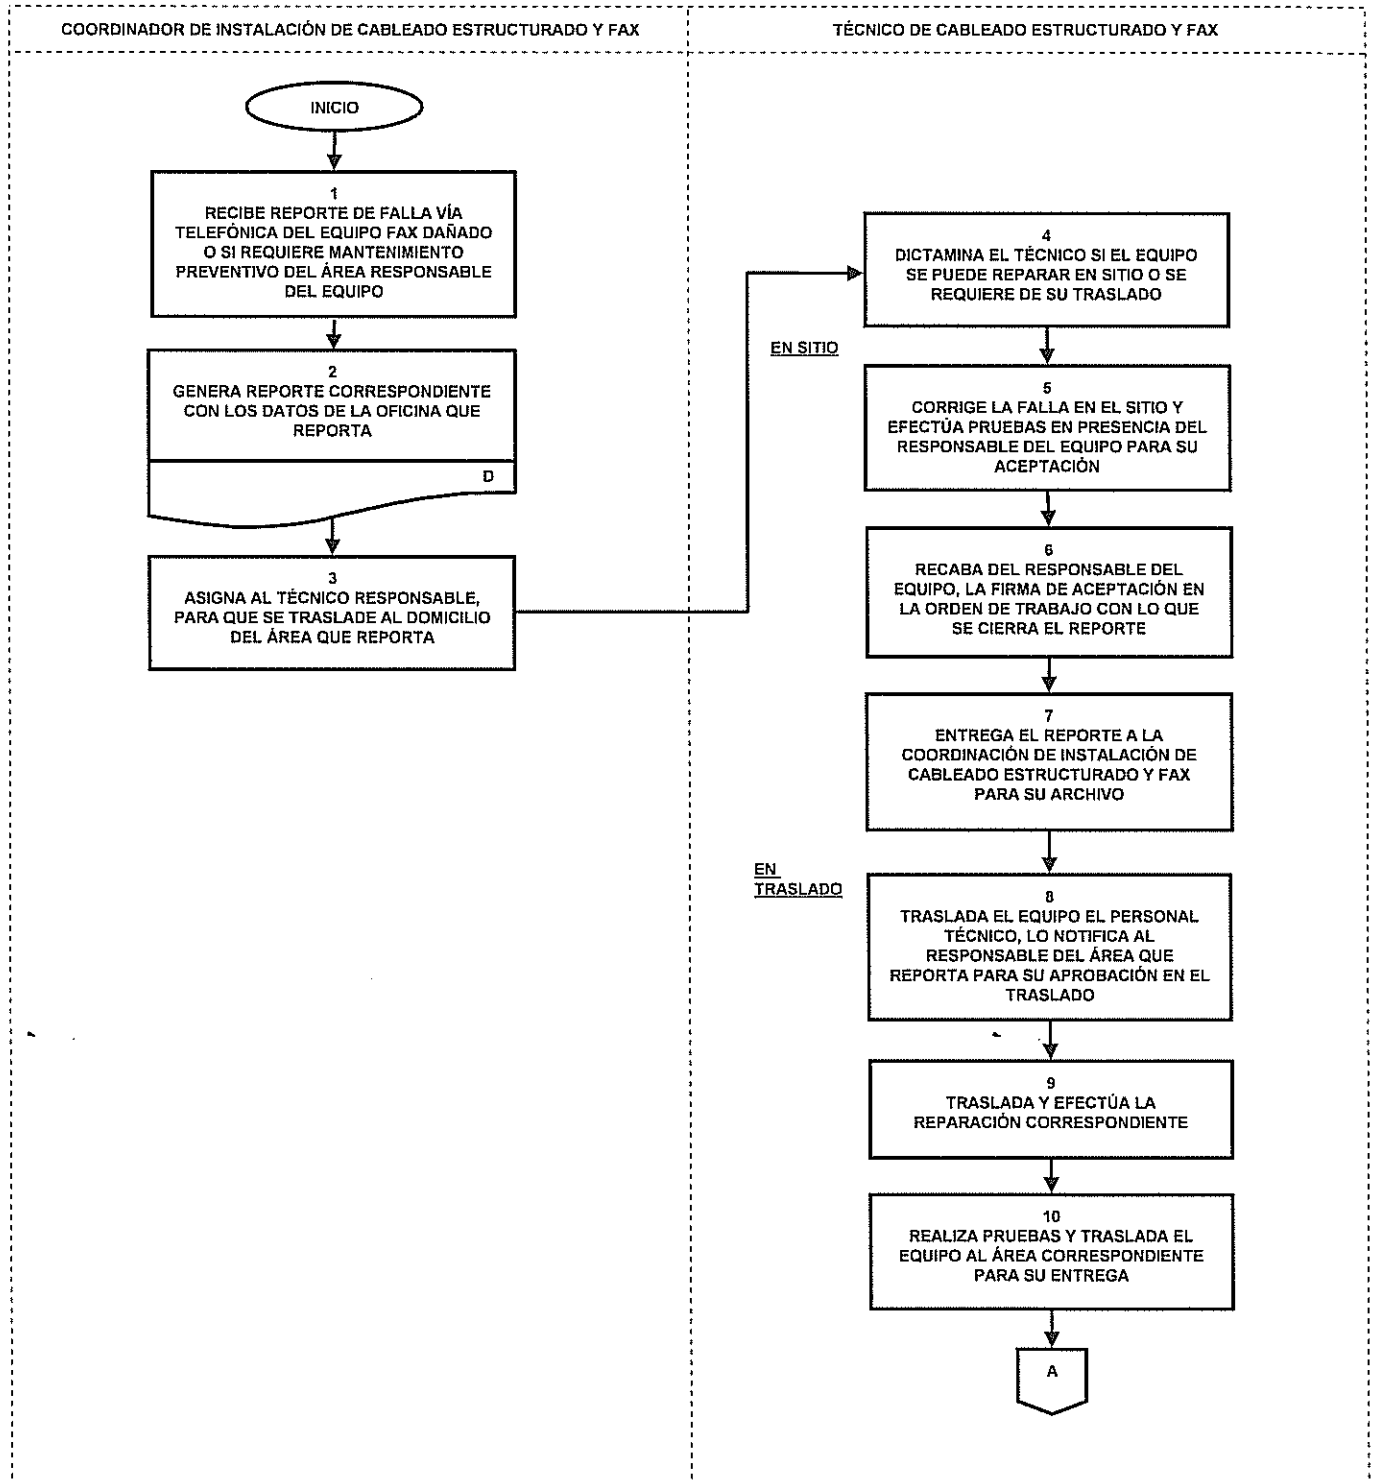 COORDINADOR DE INSTALACIÓN DE CABLEADO ESTRUCTURADO Y FAX
TÉCNICO DE CABLEADO ESTRUCTURADO Y FAX
INICIO
1
RECIBE REPORTE DE FALLA VÍA
TELEFÓNICA DEL EQUIPO FAX DAÑADO
O SI REQUIERE MANTENIMIENTO
PREVENTIVO DEL ÁREA RESPONSABLE
DEL EQUIPO
2
GENERA REPORTE CORRESPONDIENTE
CON LOS DATOS DE LA OFICINA QUE
REPORTA
D
3
ASIGNA AL TÉCNICO RESPONSABLE,
PARA QUE SE TRASLADE AL DOMICILIO
DEL ÁREA QUE REPORTA
4
DICTAMINA EL TÉCNICO SI EL EQUIPO
SE PUEDE REPARAR EN SITIO O SE
REQUIERE DE SU TRASLADO
EN SITIO
5
CORRIGE LA FALLA EN EL SITIO Y
EFECTÚA PRUEBAS EN PRESENCIA DEL
RESPONSABLE DEL EQUIPO PARA SU
ACEPTACIÓN
6
RECABA DEL RESPONSABLE DEL
EQUIPO, LA FIRMA DE ACEPTACIÓN EN
LA ORDEN DE TRABAJO CON LO QUE
SE CIERRA EL REPORTE
7
ENTREGA EL REPORTE A LA
COORDINACIÓN DE INSTALACIÓN DE
CABLEADO ESTRUCTURADO Y FAX
PARA SU ARCHIVO
EN
TRASLADO
8
TRASLADA EL EQUIPO EL PERSONAL
TÉCNICO, LO NOTIFICA AL
RESPONSABLE DEL ÁREA QUE
REPORTA PARA SU APROBACIÓN EN EL
TRASLADO
9
TRASLADA Y EFECTÚA LA
REPARACIÓN CORRESPONDIENTE
10
REALIZA PRUEBAS Y TRASLADA EL
EQUIPO AL ÁREA CORRESPONDIENTE
PARA SU ENTREGA
A